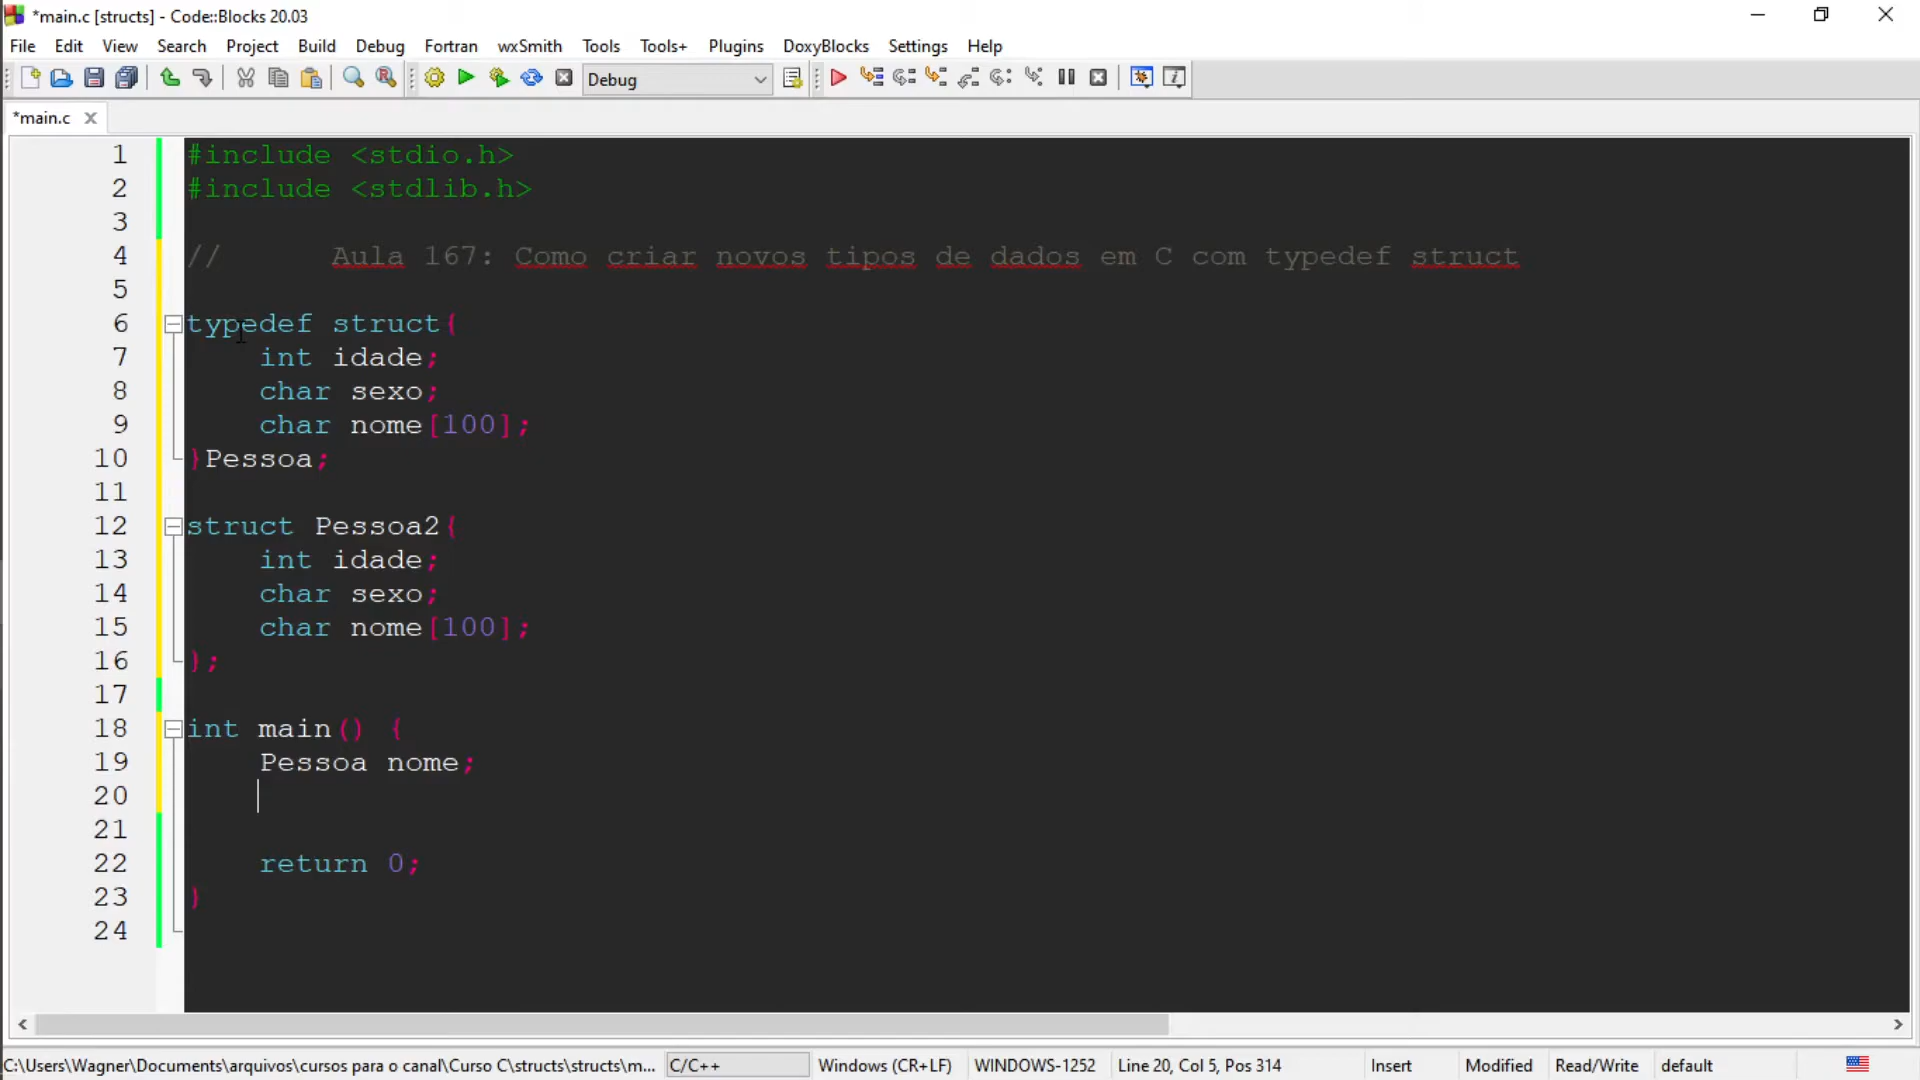 *main.c [structs] - Code::Blocks 20.03
File Edit View Search Project Build Debug Fortran wxSmith Tools Tools+ Plugins DoxyBlocks Settings Help
Debug
*main.c
1 #include <stdio.h>
2 #include <stdlib.h>
3
4 // Aula 167: Como criar novos tipos de dados em C com typedef struct
5
6 typedef struct{
7 int idade;
8 char sexo;
9 char nome[100];
10 }Pessoa;
11
12 struct Pessoa2{
13 int idade;
14 char sexo;
15 char nome[100];
16 };
17
18 int main() {
19 Pessoa nome;
20
21
22 return 0;
23 }
24
C:\Users\Wagner\Documents\arquivos\cursos para o canal\Curso C\structs\structs\m... C/C++ Windows (CR+LF) WINDOWS-1252 Line 20, Col 5, Pos 314 Insert Modified Read/Write default